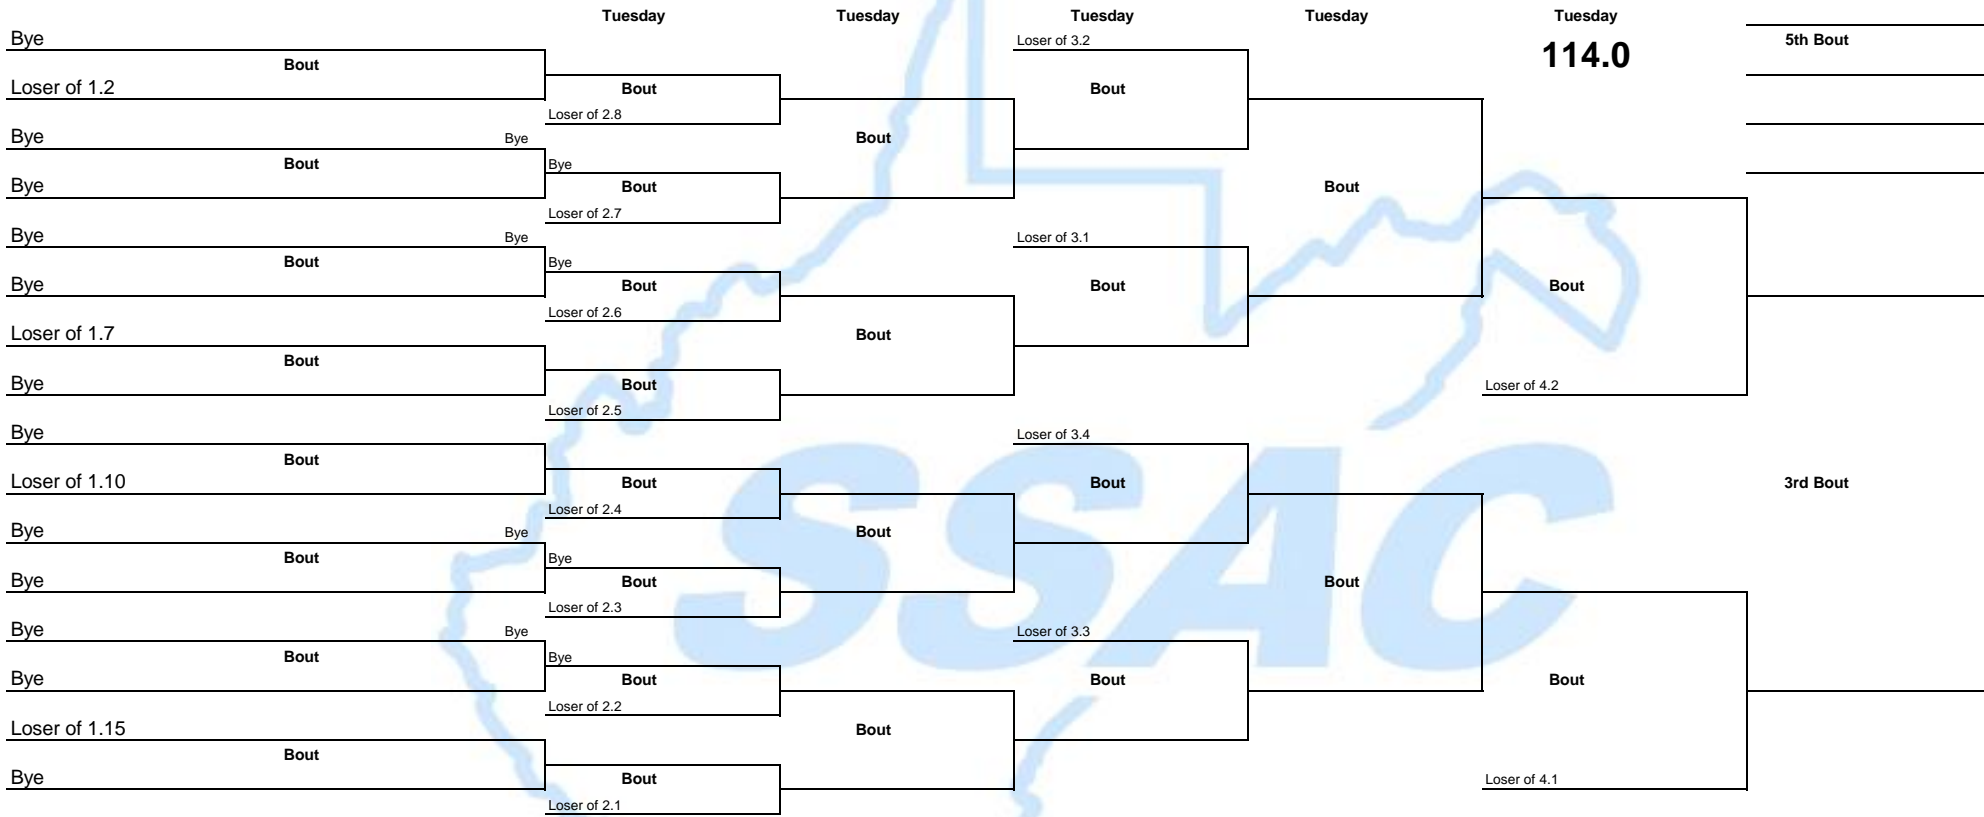 Tuesday Tuesday Tuesday Tuesday Tuesday
Bye Loser of 3.2 114.0 5th Bout
Bout
Loser of 1.2 Bout Bout
Loser of 2.8
Bye Bye Bout
Bout Bye
Bye Bout Bout
Loser of 2.7
Bye Bye Loser of 3.1
Bout Bye
Bye Bout Bout Bout
Loser of 2.6
Loser of 1.7 Bout
Bout
Bye Bout Loser of 4.2
Loser of 2.5
Bye Loser of 3.4
Bout
Loser of 1.10 Bout Bout 3rd Bout
Loser of 2.4
Bye Bye Bout
Bout Bye
Bye Bout Bout
Loser of 2.3
Bye Bye Loser of 3.3
Bout Bye
Bye Bout Bout Bout
Loser of 2.2
Loser of 1.15 Bout
Bout
Bye Bout Loser of 4.1
Loser of 2.1
SSAC